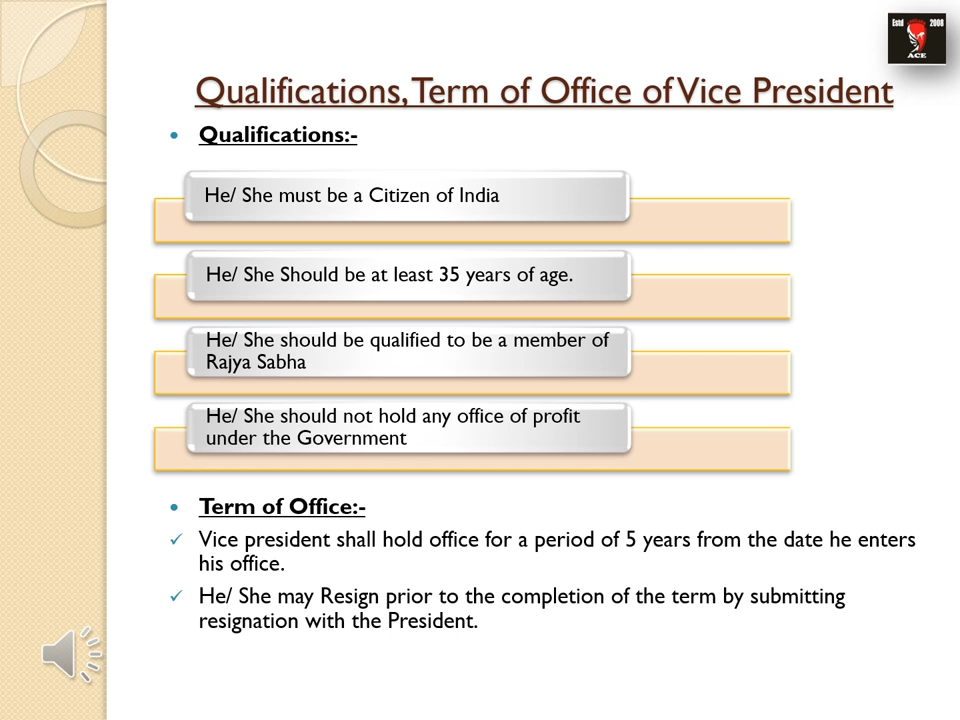 Estd 2008
ACE
Qualifications, Term of Office of Vice President
Qualifications:-
He/ She must be a Citizen of India
He/ She Should be at least 35 years of age.
He/ She should be qualified to be a member of
Rajya Sabha
He/ She should not hold any office of profit
under the Government
Term of Office:-
Vice president shall hold office for a period of 5 years from the date he enters
his office.
He/ She may Resign prior to the completion of the term by submitting
resignation with the President.